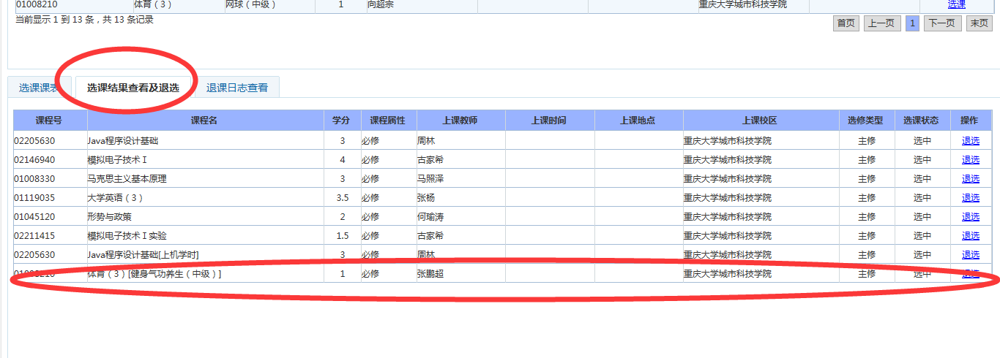 01008210 体育（3） 网球（中级） 1 向超宗 重庆大学城市科技学院 选课
当前显示 1 到 13 条，共 13 条记录
首页 上一页 1 下一页 末页
选课课表 选课结果查看及退选 退课日志查看
课程号 课程名 学分 课程属性 上课教师 上课时间 上课地点 上课校区 选修类型 选课状态 操作
02205630 Java程序设计基础 3 必修 周林 重庆大学城市科技学院 主修 选中 退选
02146940 模拟电子技术Ⅰ 4 必修 古家希 重庆大学城市科技学院 主修 选中 退选
01008330 马克思主义基本原理 3 必修 马照泽 重庆大学城市科技学院 主修 选中 退选
01119035 大学英语（3） 3.5 必修 张杨 重庆大学城市科技学院 主修 选中 退选
01045120 形势与政策 2 必修 何瑜涛 重庆大学城市科技学院 主修 选中 退选
02211415 模拟电子技术Ⅰ实验 1.5 必修 古家希 重庆大学城市科技学院 主修 选中 退选
02205630 Java程序设计基础[上机学时] 3 必修 周林 重庆大学城市科技学院 主修 选中 退选
01008210 体育（3）[健身气功养生（中级）] 1 必修 张鹏超 重庆大学城市科技学院 主修 选中 退选